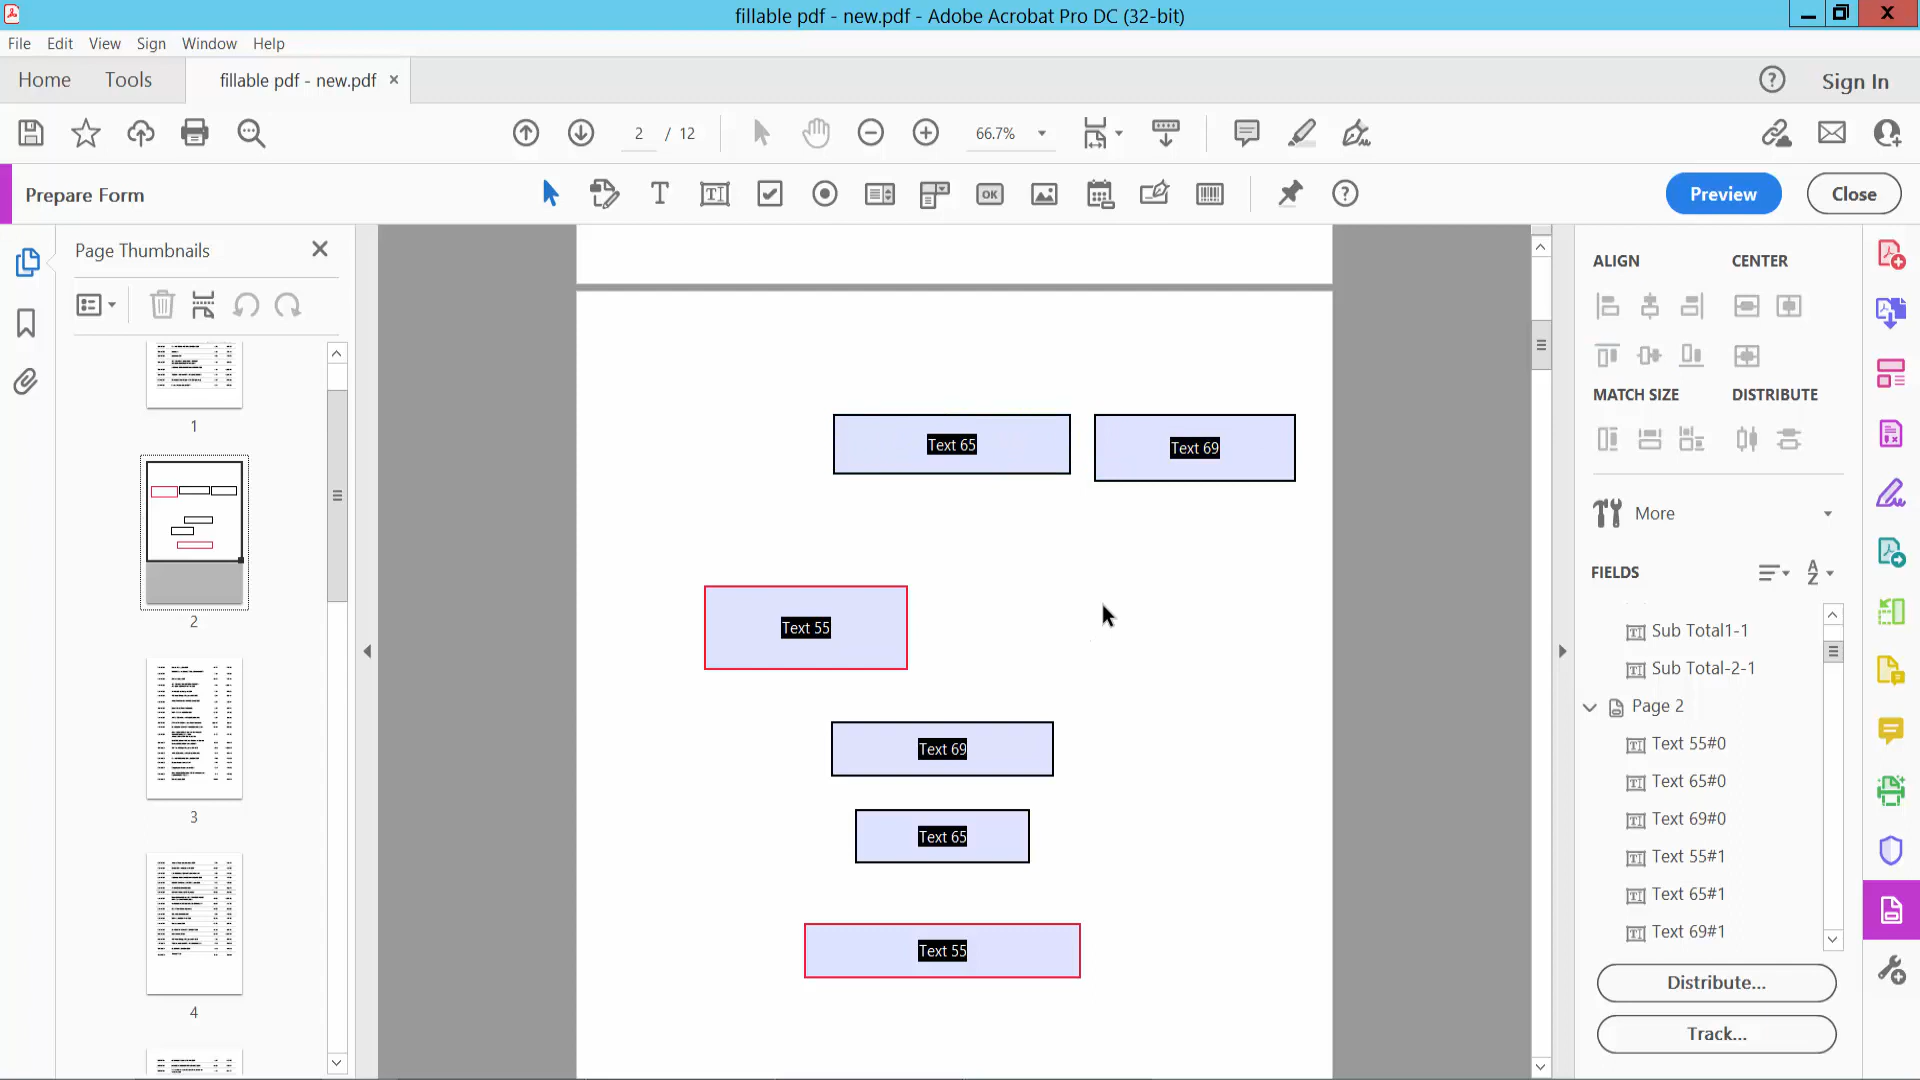 fillable pdf - new.pdf - Adobe Acrobat Pro DC (32-bit)
File Edit View Sign Window Help
Home Tools fillable pdf - new.pdf × Sign In
2 / 12 66.7%
Prepare Form T OK Preview Close
Page Thumbnails
1
2
3
4
Text 65 Text 69
Text 55
Text 69
Text 65
Text 55
ALIGN CENTER
MATCH SIZE DISTRIBUTE
More
FIELDS
Sub Total1-1
Sub Total-2-1
Page 2
Text 55#0
Text 65#0
Text 69#0
Text 55#1
Text 65#1
Text 69#1
Distribute...
Track...